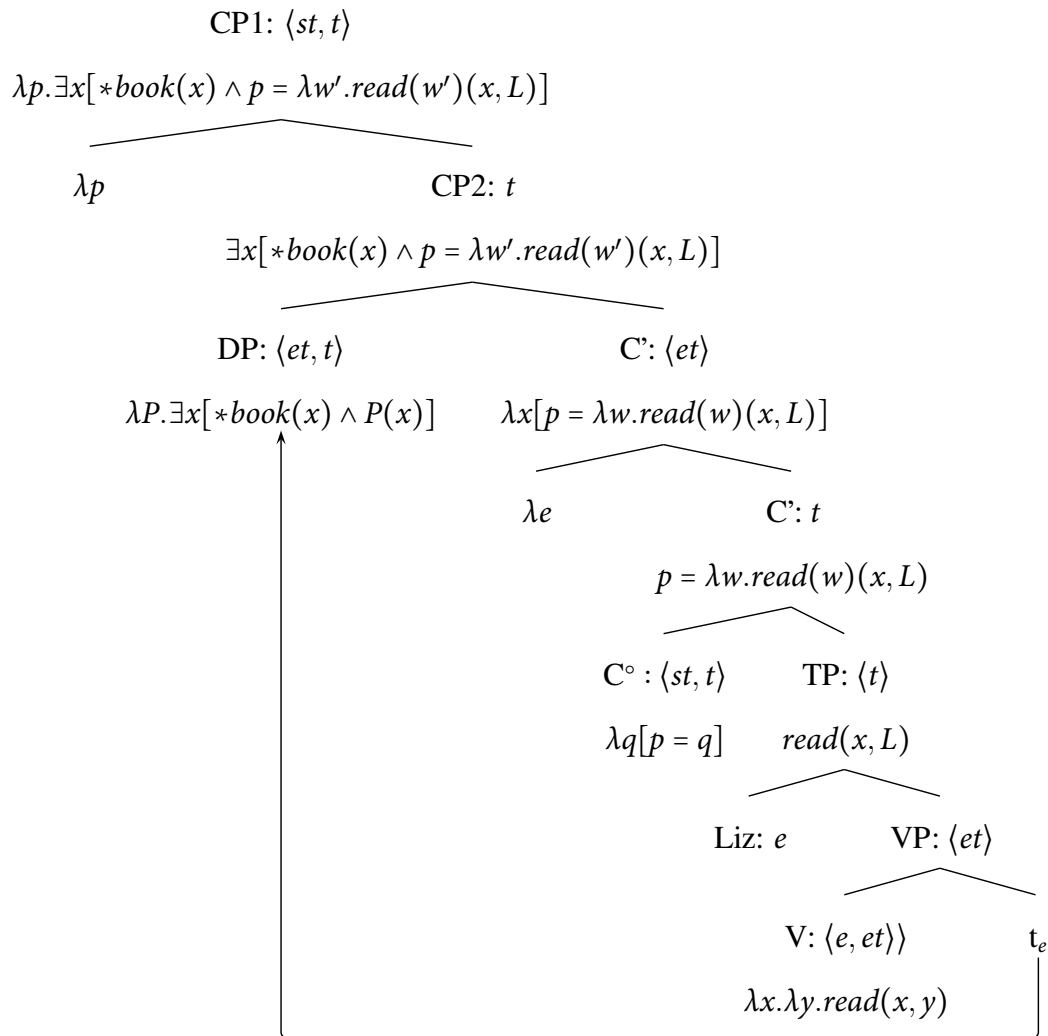 CP1: ⟨st, t⟩
λp.∃x[∗book(x) ∧ p = λw′.read(w′)(x, L)]
λp CP2: t
∃x[∗book(x) ∧ p = λw′.read(w′)(x, L)]
DP: ⟨et, t⟩ C’: ⟨et⟩
λP.∃x[∗book(x) ∧ P(x)] λx[p = λw.read(w)(x, L)]
λe C’: t
p = λw.read(w)(x, L)
C° : ⟨st, t⟩ TP: ⟨t⟩
λq[p = q] read(x, L)
Liz: e VP: ⟨et⟩
V: ⟨e, et⟩⟩ tₑ
λx.λy.read(x, y)